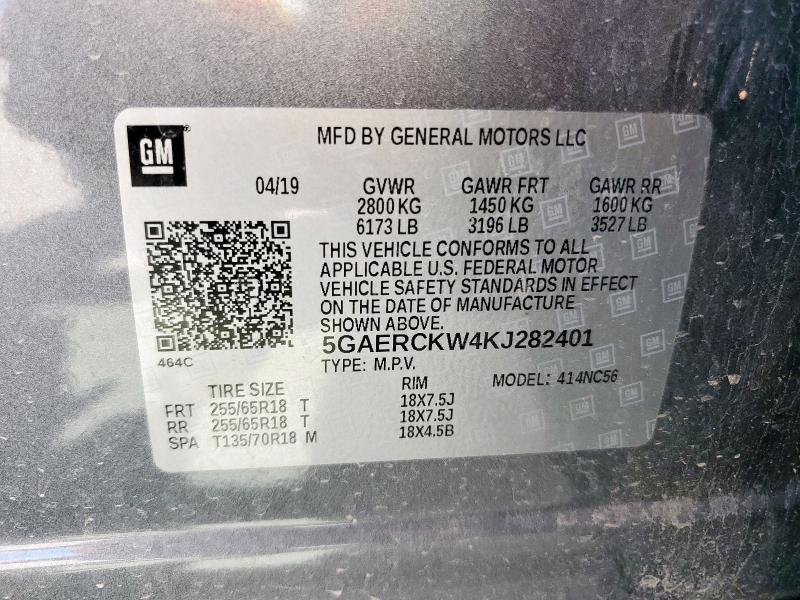 GM
MFD BY GENERAL MOTORS LLC
04/19 GVWR GAWR FRT GAWR RR
2800 KG 1450 KG 1600 KG
6173 LB 3196 LB 3527 LB
THIS VEHICLE CONFORMS TO ALL
APPLICABLE U.S. FEDERAL MOTOR
VEHICLE SAFETY STANDARDS IN EFFECT
ON THE DATE OF MANUFACTURE
SHOWN ABOVE.
5GAERCKW4KJ282401
464C
TYPE: M.P.V.
TIRE SIZE RIM MODEL: 414NC56
FRT 255/65R18 T 18X7.5J
RR 255/65R18 T 18X7.5J
SPA T135/70R18 M 18X4.5B